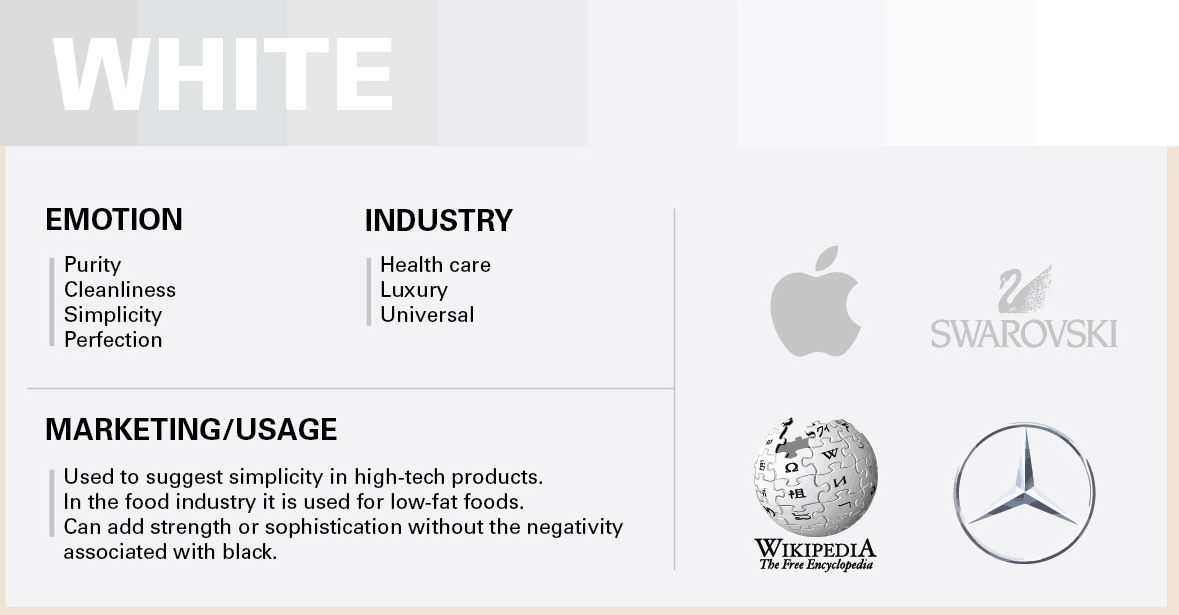 WHITE
EMOTION
Purity
Cleanliness
Simplicity
Perfection
INDUSTRY
Health care
Luxury
Universal
MARKETING/USAGE
Used to suggest simplicity in high-tech products.
In the food industry it is used for low-fat foods.
Can add strength or sophistication without the negativity
associated with black.
SWAROVSKI
Ω
W
И
祖
WIKIPEDIA
The Free Encyclopedia